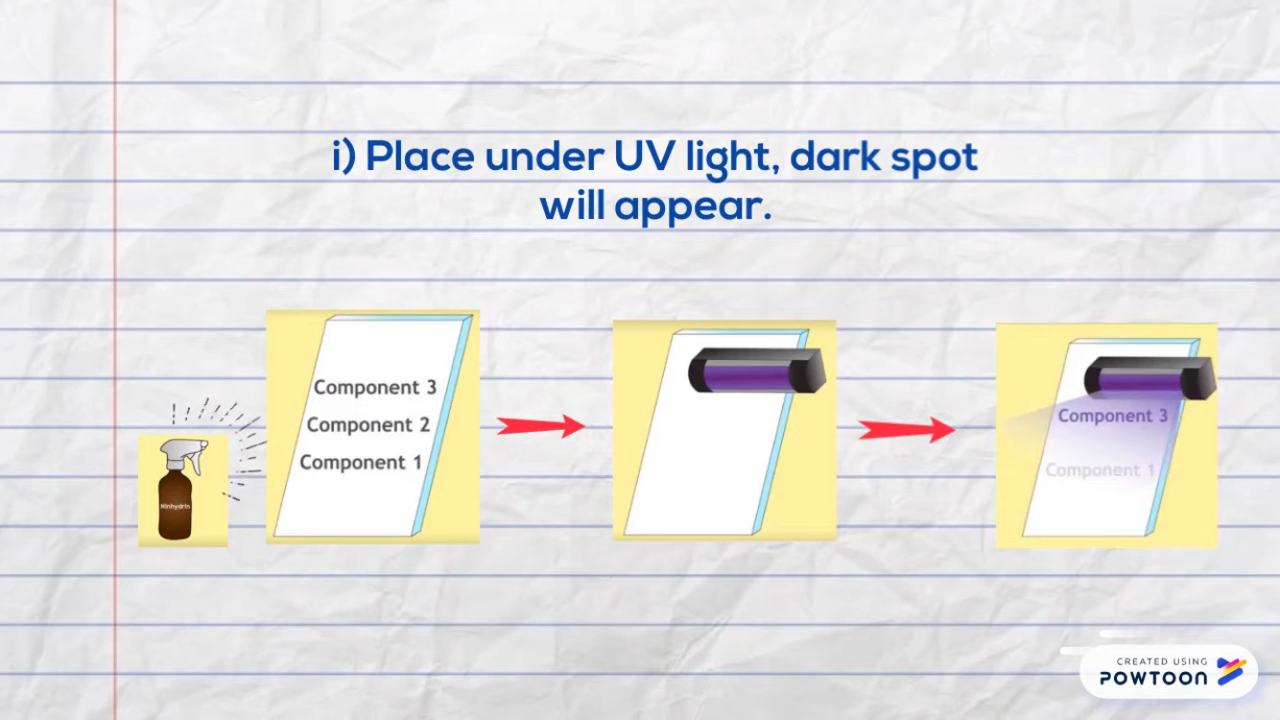 i) Place under UV light, dark spot
will appear.
Component 3
Component 2
Component 1
Ninhydrin
Component 3
Component 1
CREATED USING
POWTOON